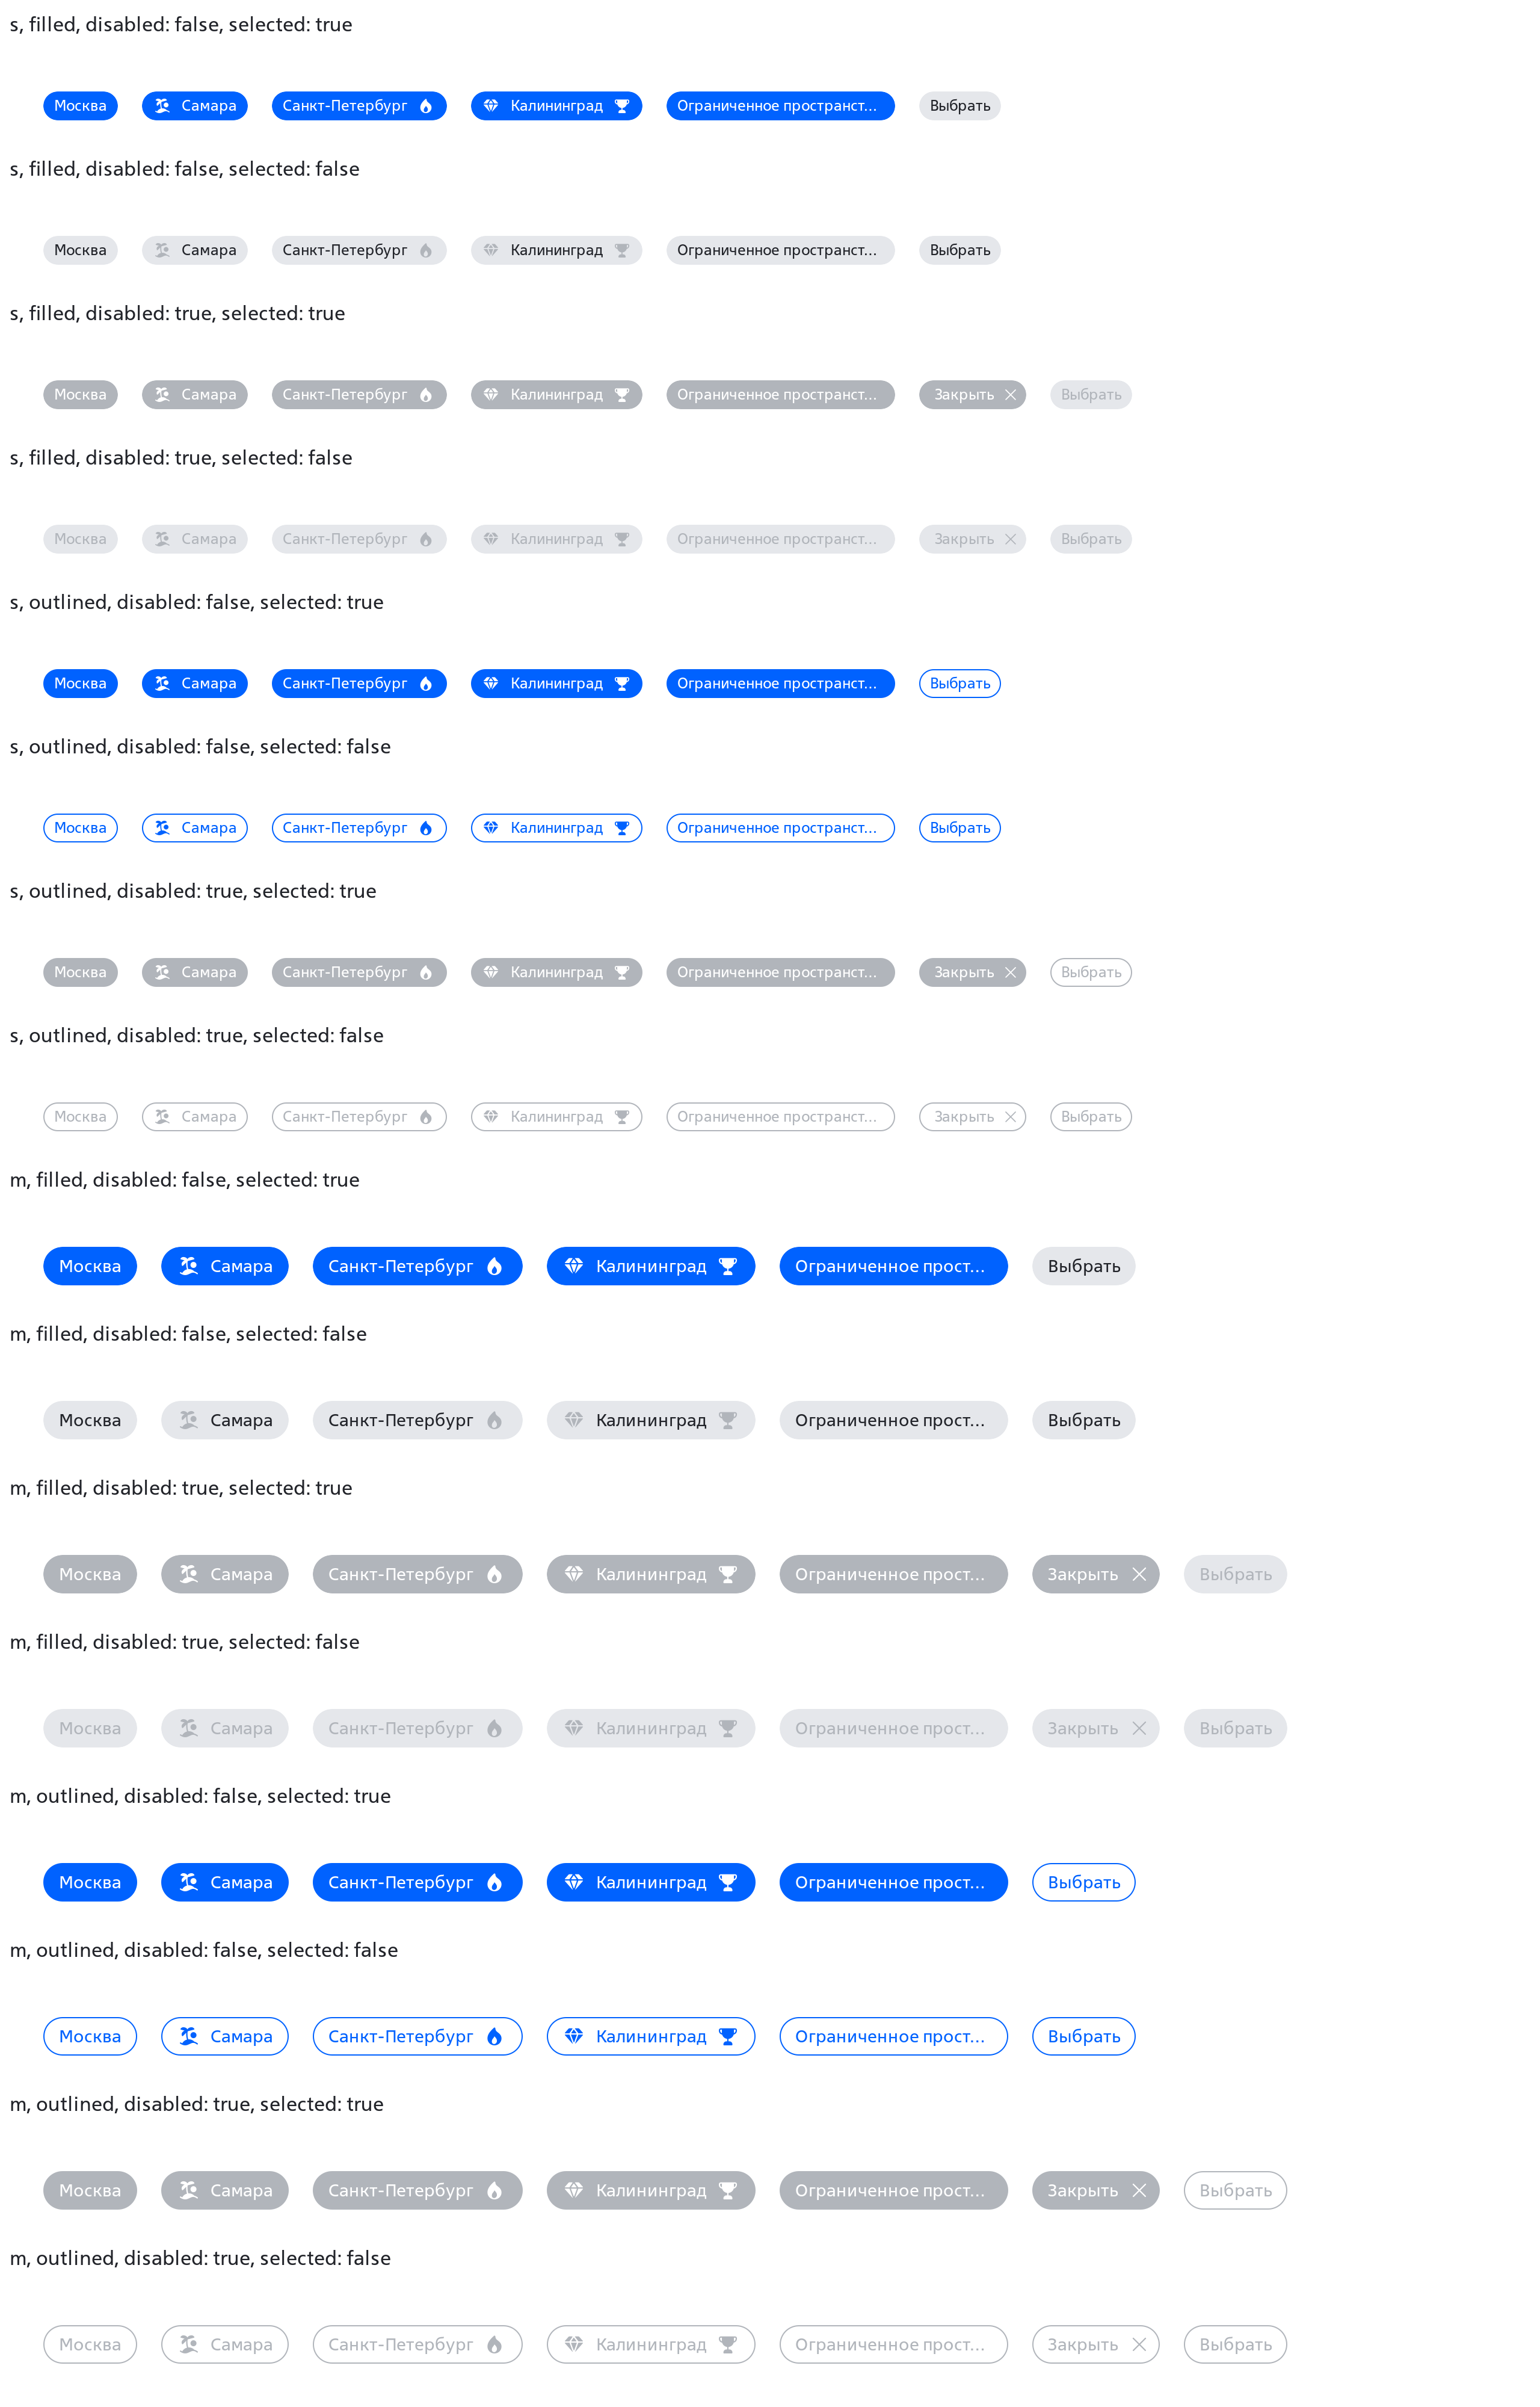 s, filled, disabled: false, selected: true
Москва Самара Санкт-Петербург Калининград Ограниченное пространст... Выбрать
s, filled, disabled: false, selected: false
Москва Самара Санкт-Петербург Калининград Ограниченное пространст... Выбрать
s, filled, disabled: true, selected: true
Москва Самара Санкт-Петербург Калининград Ограниченное пространст... Закрыть Выбрать
s, filled, disabled: true, selected: false
Москва Самара Санкт-Петербург Калининград Ограниченное пространст... Закрыть Выбрать
s, outlined, disabled: false, selected: true
Москва Самара Санкт-Петербург Калининград Ограниченное пространст... Выбрать
s, outlined, disabled: false, selected: false
Москва Самара Санкт-Петербург Калининград Ограниченное пространст... Выбрать
s, outlined, disabled: true, selected: true
Москва Самара Санкт-Петербург Калининград Ограниченное пространст... Закрыть Выбрать
s, outlined, disabled: true, selected: false
Москва Самара Санкт-Петербург Калининград Ограниченное пространст... Закрыть Выбрать
m, filled, disabled: false, selected: true
Москва Самара Санкт-Петербург Калининград Ограниченное прост... Выбрать
m, filled, disabled: false, selected: false
Москва Самара Санкт-Петербург Калининград Ограниченное прост... Выбрать
m, filled, disabled: true, selected: true
Москва Самара Санкт-Петербург Калининград Ограниченное прост... Закрыть Выбрать
m, filled, disabled: true, selected: false
Москва Самара Санкт-Петербург Калининград Ограниченное прост... Закрыть Выбрать
m, outlined, disabled: false, selected: true
Москва Самара Санкт-Петербург Калининград Ограниченное прост... Выбрать
m, outlined, disabled: false, selected: false
Москва Самара Санкт-Петербург Калининград Ограниченное прост... Выбрать
m, outlined, disabled: true, selected: true
Москва Самара Санкт-Петербург Калининград Ограниченное прост... Закрыть Выбрать
m, outlined, disabled: true, selected: false
Москва Самара Санкт-Петербург Калининград Ограниченное прост... Закрыть Выбрать